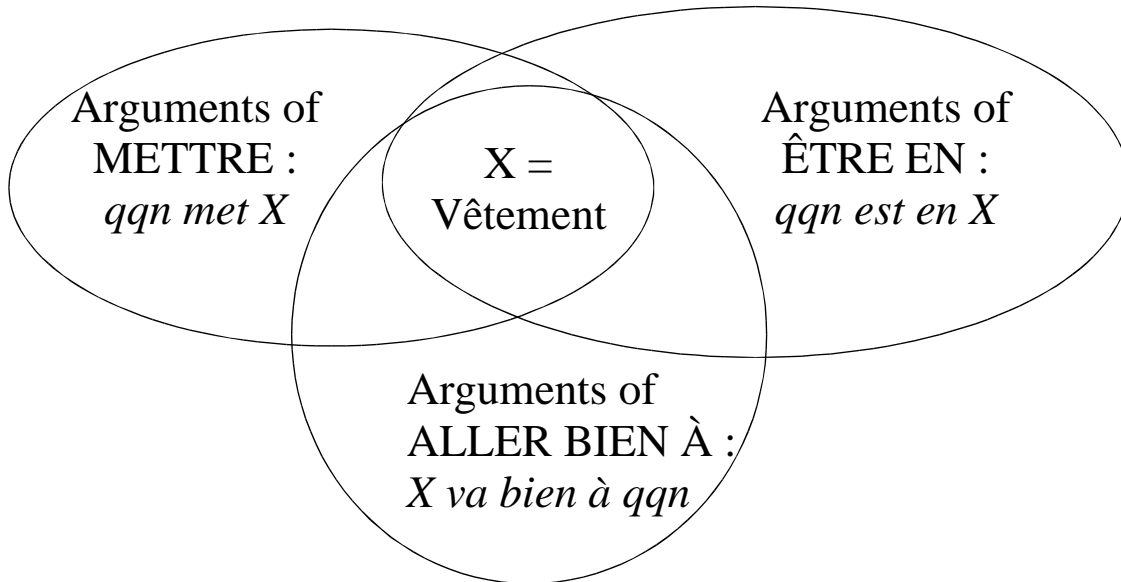 Arguments of
METTRE :
qqn met X
X =
Vêtement
Arguments of
ÊTRE EN :
qqn est en X
Arguments of
ALLER BIEN À :
X va bien à qqn